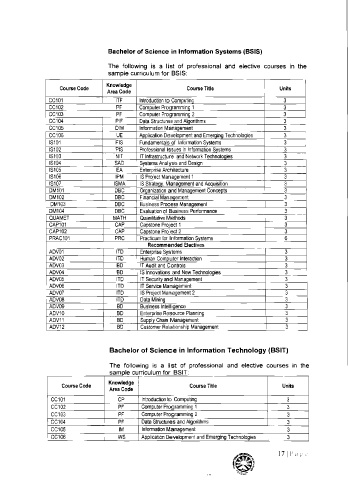 Bachelor of Science in Information Systems (BSIS)
The following is a list of professional and elective courses in the
sample curriculum for BSIS:
Course Code Knowledge Area Code Course Title Units
CC101 ITF Introduction to Computing 3
CC102 PF Computer Programming 1 3
CC103 PF Computer Programming 2 3
CC104 PIF Data Structures and Algorithms 3
CC105 DIM Information Management 3
CC106 UE Application Development and Emerging Technologies 3
IS101 FIS Fundamentals of Information Systems 3
IS102 PIS Professional Issues in Information Systems 3
IS103 NIT IT Infrastructure and Network Technologies 3
IS104 SAD Systems Analysis and Design 3
IS105 EA Enterprise Architecture 3
IS106 IPM IS Project Management 1 3
IS107 ISMA IS Strategy, Management and Acquisition 3
DM101 DBC Organization and Management Concepts 3
DM102 DBC Financial Management 3
DM103 DBC Business Process Management 3
DM104 DBC Evaluation of Business Performance 3
QUAMET MATH Quantitative Methods 3
CAP101 CAP Capstone Project 1 3
CAP102 CAP Capstone Project 2 3
PRAC101 PRC Practicum for Information Systems 6
Recommended Electives
ADV01 ITD Enterprise Systems 3
ADV02 ITD Human Computer Interaction 3
ADV03 BD IT Audit and Controls 3
ADV04 BD IS Innovations and New Technologies 3
ADV05 ITD IT Security and Management 3
ADV06 ITD IT Service Management 3
ADV07 ITD IS Project Management 2 3
ADV08 ITD Data Mining 3
ADV09 BD Business Intelligence 3
ADV10 BD Enterprise Resource Planning 3
ADV11 BD Supply Chain Management 3
ADV12 BD Customer Relationship Management 3
Bachelor of Science in Information Technology (BSIT)
The following is a list of professional and elective courses in the
sample curriculum for BSIT.
Course Code Knowledge Area Code Course Title Units
CC101 CP Introduction to Computing 3
CC102 PF Computer Programming 1 3
CC103 PF Computer Programming 2 3
CC104 PF Data Structures and Algorithms 3
CC105 IM Information Management 3
CC106 WS Application Development and Emerging Technologies 3
17 | Page